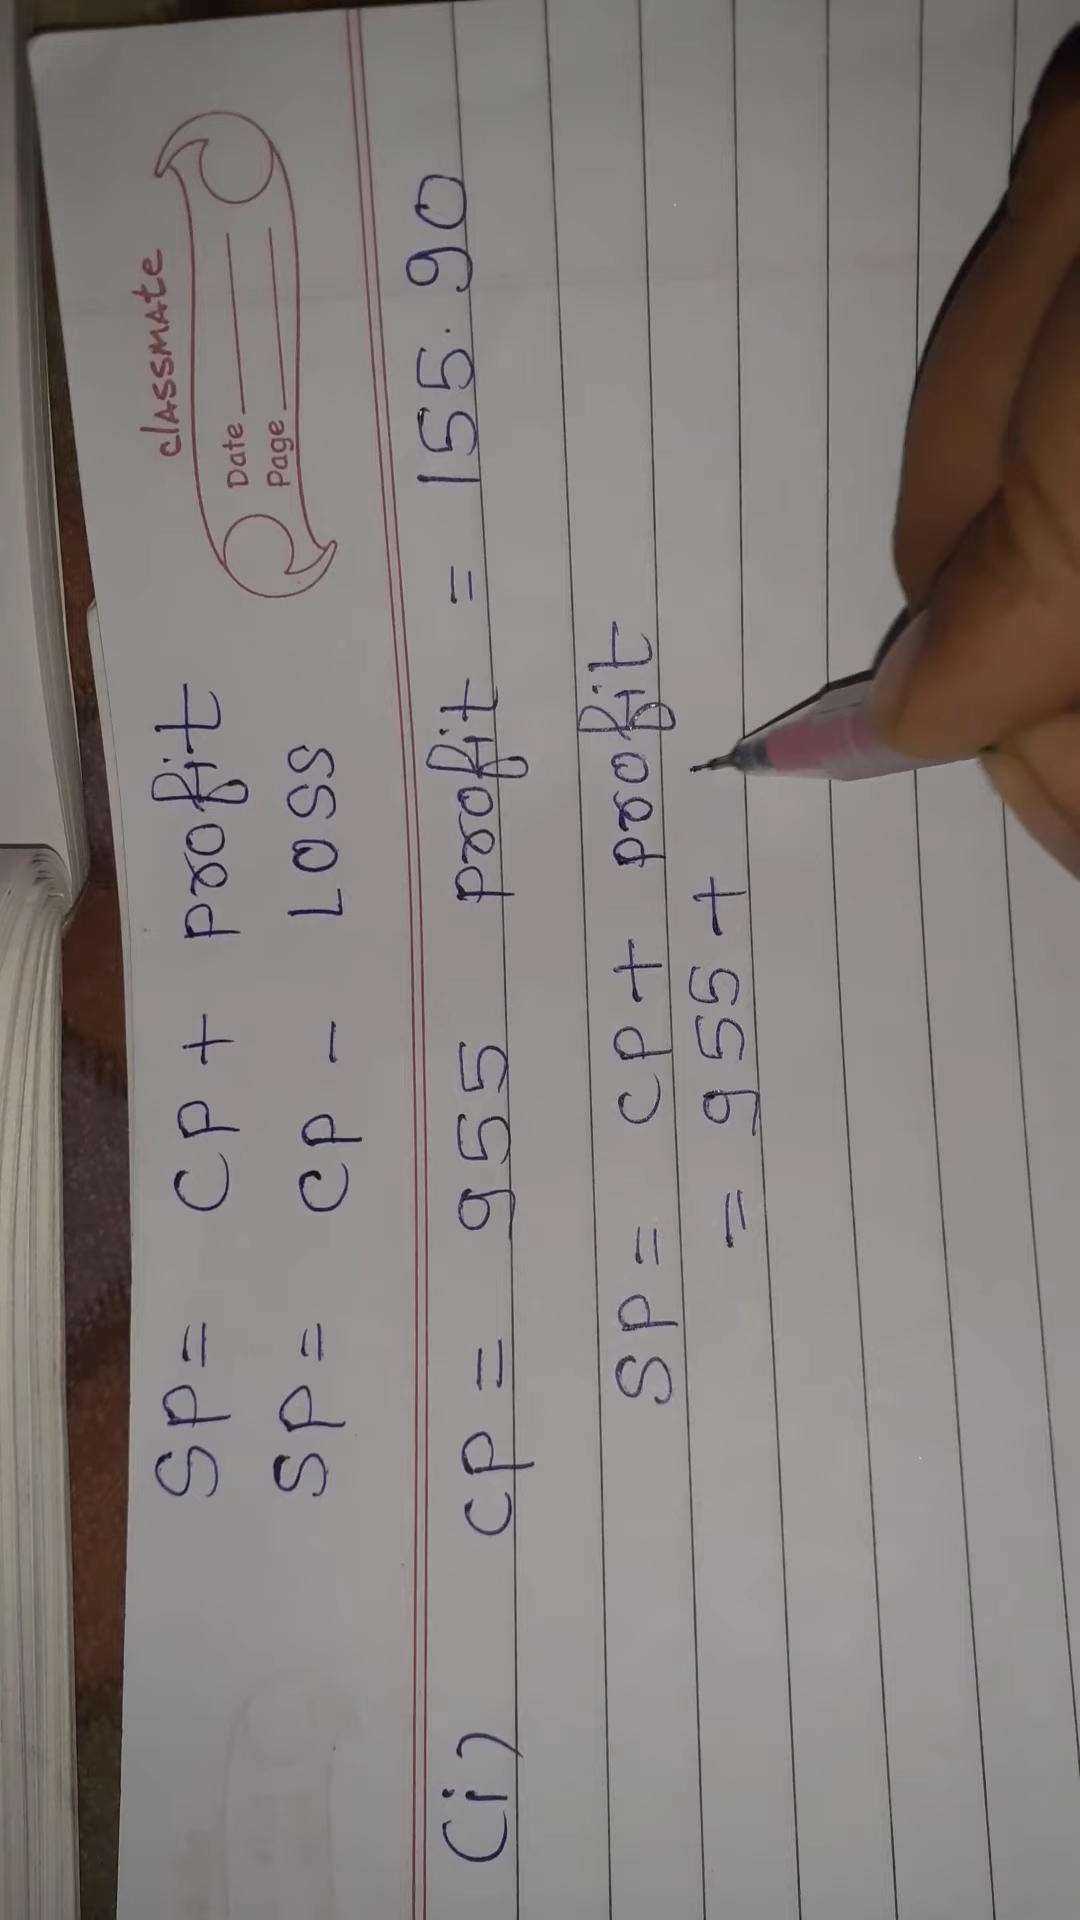 classmate
Date
Page
SP = CP + profit
SP = CP - LOSS
(i) CP = 955 profit = 155.90
SP = CP + profit
= 955 +